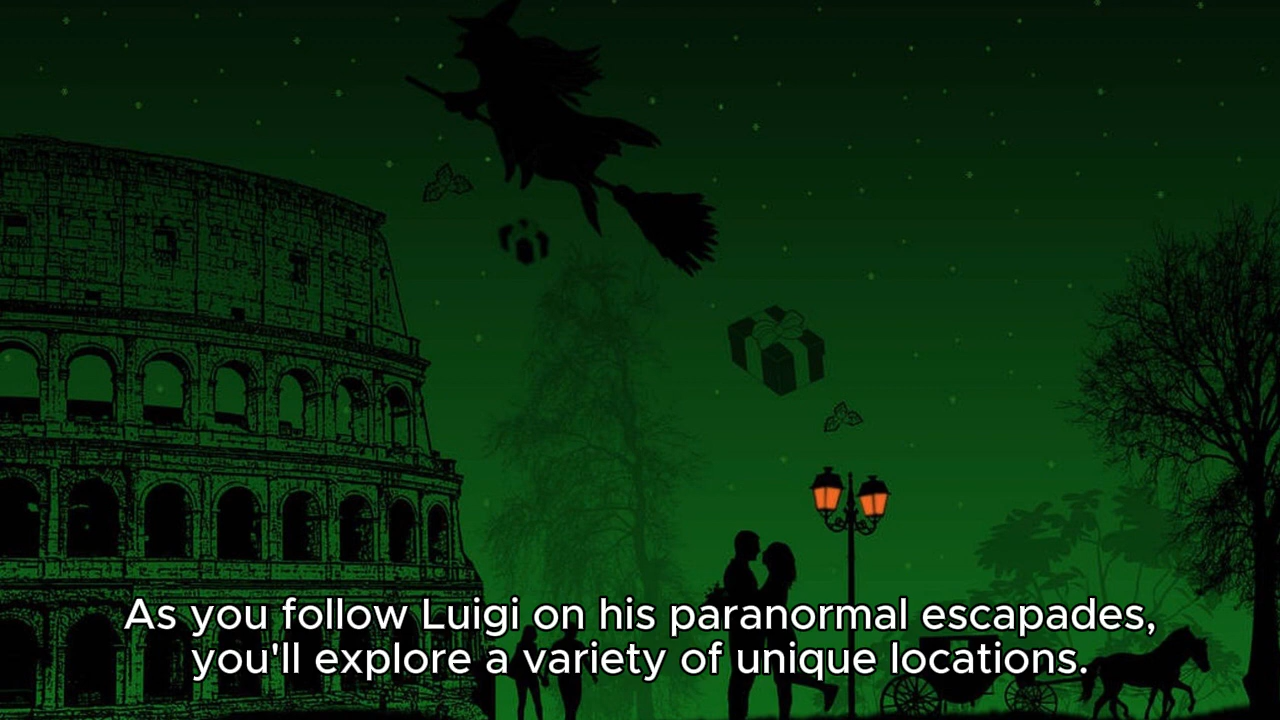 As you follow Luigi on his paranormal escapades,
you'll explore a variety of unique locations.